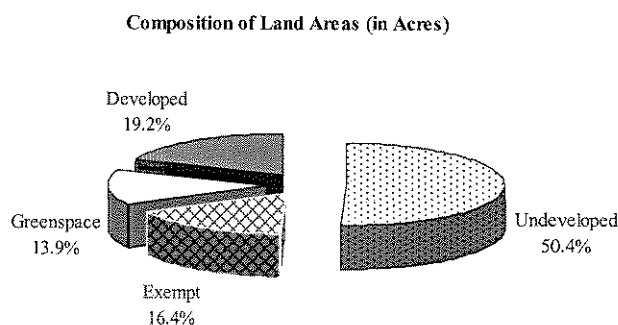 Composition of Land Areas (in Acres)
Developed
19.2%
Greenspace
13.9%
Undeveloped
50.4%
Exempt
16.4%